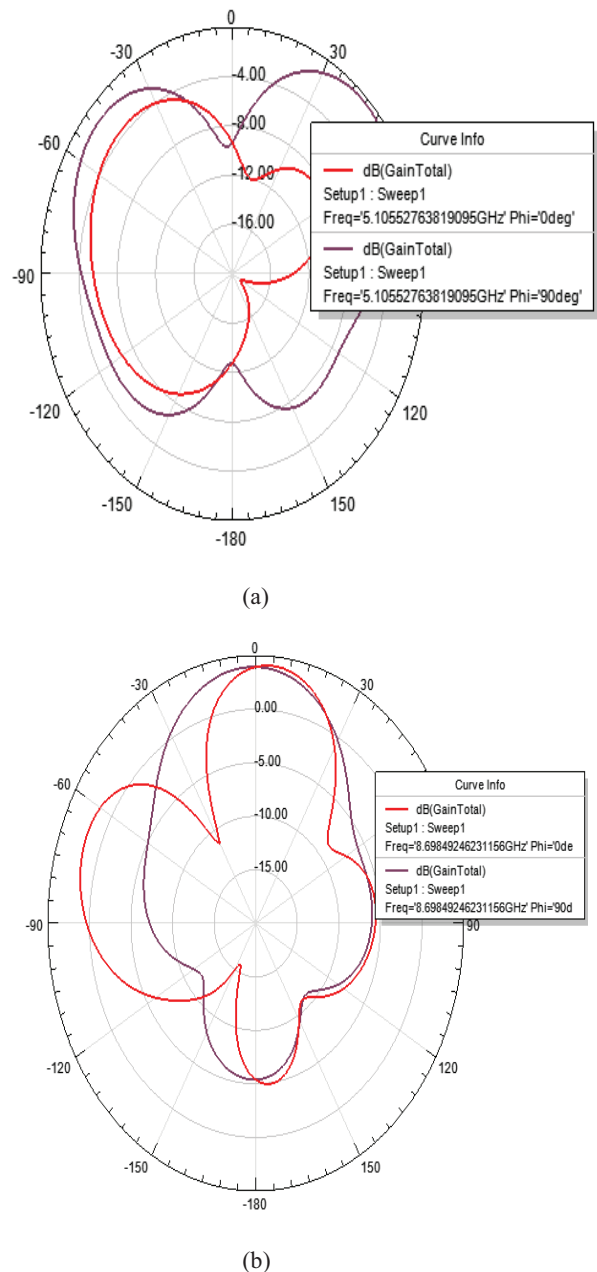 0
-30
30
-4.00
-60
-8.00
-12.00
-16.00
-90
-120
120
-150
150
-180
Curve Info
dB(GainTotal)
Setup1 : Sweep1
Freq='5.10552763819095GHz' Phi='0deg'
dB(GainTotal)
Setup1 : Sweep1
Freq='5.10552763819095GHz' Phi='90deg'
(a)
0
-30
30
0.00
-60
-5.00
-10.00
-15.00
-90
90
-120
120
-150
150
-180
Curve Info
dB(GainTotal)
Setup1 : Sweep1
Freq='8.69849246231156GHz' Phi='0de
dB(GainTotal)
Setup1 : Sweep1
Freq='8.69849246231156GHz' Phi='90d
(b)